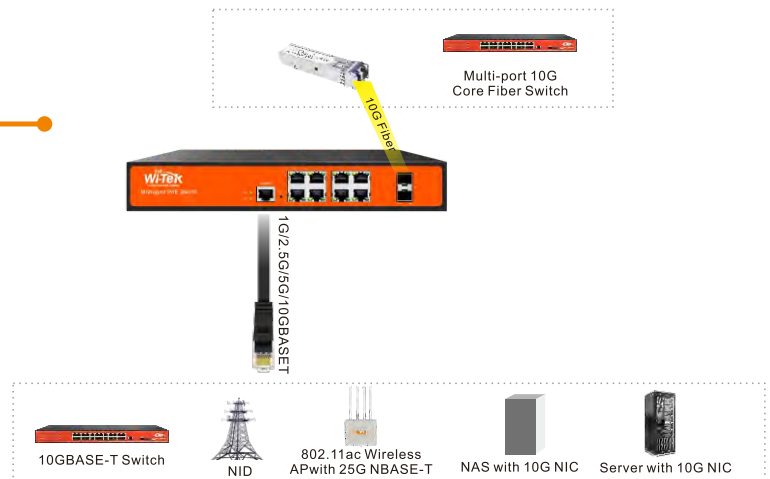 Multi-port 10G
Core Fiber Switch
10G Fiber
Wi-Tek
1G/2.5G/5G/10GBASET
10GBASE-T Switch
NID
802.11ac Wireless
APwith 25G NBASE-T
NAS with 10G NIC
Server with 10G NIC